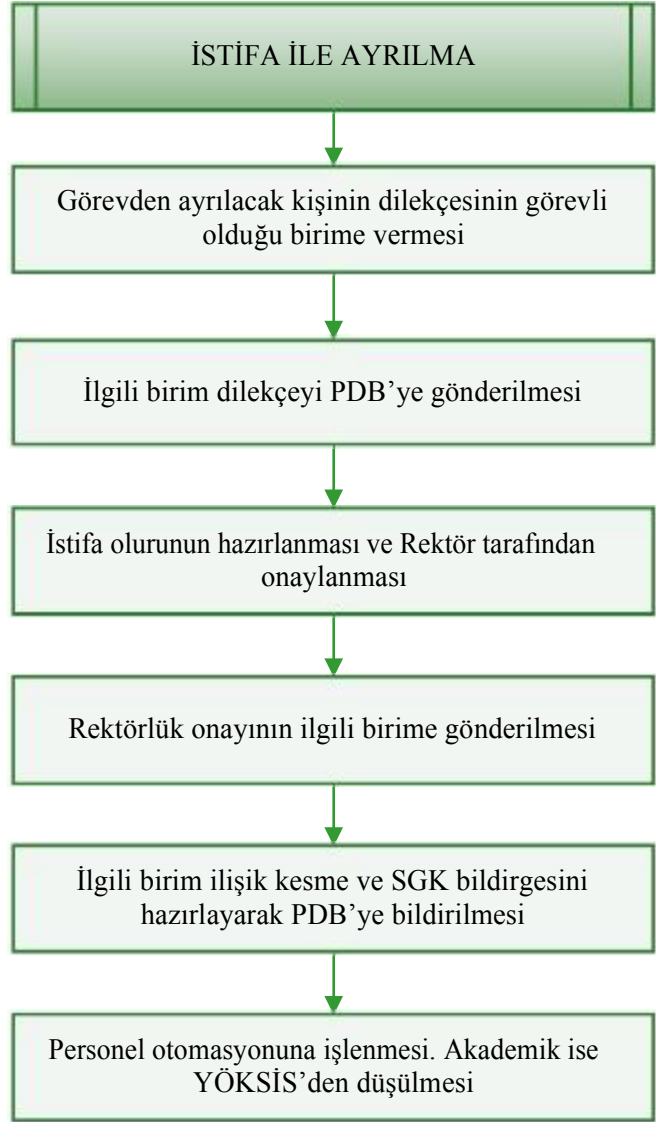 İSTİFA İLE AYRILMA
Görevden ayrılacak kişinin dilekçesinin görevli
olduğu birime vermesi
İlgili birim dilekçeyi PDB’ye gönderilmesi
İstifa olurunun hazırlanması ve Rektör tarafından
onaylanması
Rektörlük onayının ilgili birime gönderilmesi
İlgili birim ilişik kesme ve SGK bildirgesini
hazırlayarak PDB’ye bildirilmesi
Personel otomasyonuna işlenmesi. Akademik ise
YÖKSİS’den düşülmesi